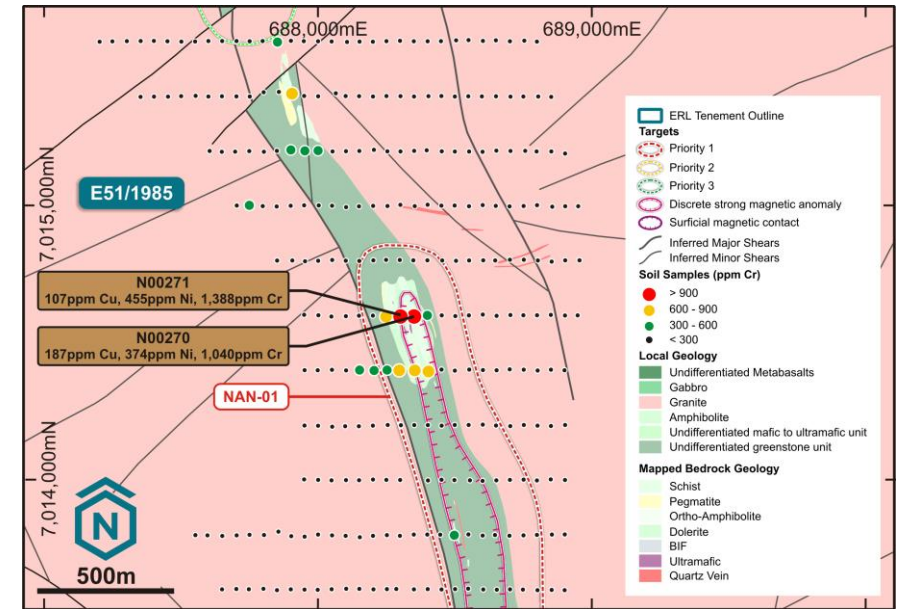 688,000mE
689,000mE
7,015,000mN
7,014,000mN
E51/1985
N00271
107ppm Cu, 455ppm Ni, 1,388ppm Cr
N00270
187ppm Cu, 374ppm Ni, 1,040ppm Cr
NAN-01
N
500m
ERL Tenement Outline
Targets
Priority 1
Priority 2
Priority 3
Discrete strong magnetic anomaly
Surficial magnetic contact
Inferred Major Shears
Inferred Minor Shears
Soil Samples (ppm Cr)
> 900
600 - 900
300 - 600
< 300
Local Geology
Undifferentiated Metabasalts
Gabbro
Granite
Amphibolite
Undifferentiated mafic to ultramafic unit
Undifferentiated greenstone unit
Mapped Bedrock Geology
Schist
Pegmatite
Ortho-Amphibolite
Dolerite
BIF
Ultramafic
Quartz Vein